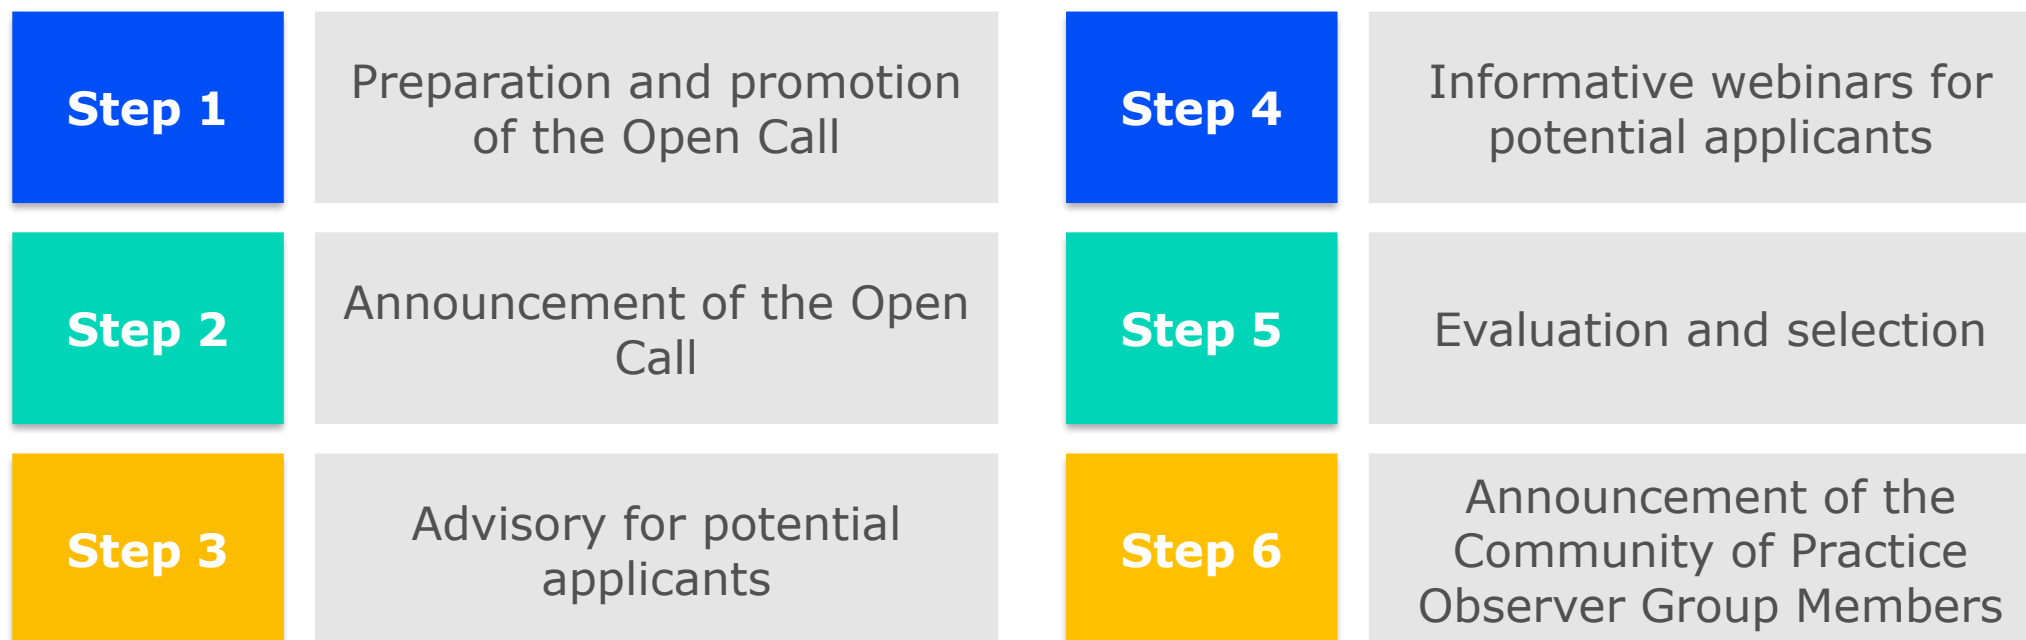 Step 1
Preparation and promotion
of the Open Call
Step 2
Announcement of the Open
Call
Step 3
Advisory for potential
applicants
Step 4
Informative webinars for
potential applicants
Step 5
Evaluation and selection
Step 6
Announcement of the
Community of Practice
Observer Group Members